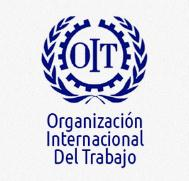 OIT
Organización
Internacional
Del Trabajo